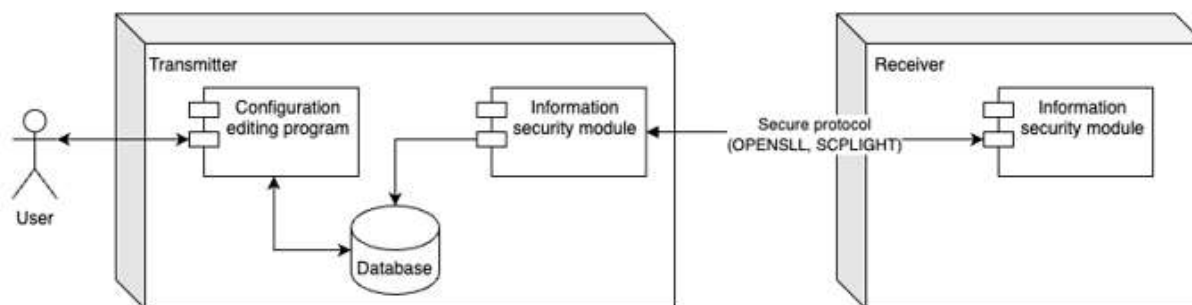 Transmitter
Receiver
Configuration
editing program
Information
security module
Secure protocol
(OPENSLL, SCPLIGHT)
Information
security module
User
Database